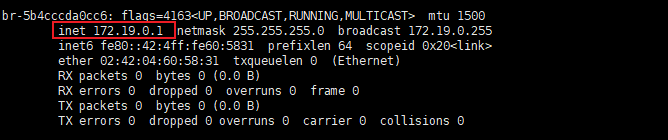 br-5b4cccda0cc6: flags=4163<UP,BROADCAST,RUNNING,MULTICAST>  mtu 1500
        inet 172.19.0.1  netmask 255.255.255.0  broadcast 172.19.0.255
        inet6 fe80::42:4ff:fe60:5831  prefixlen 64  scopeid 0x20<link>
        ether 02:42:04:60:58:31  txqueuelen 0  (Ethernet)
        RX packets 0  bytes 0 (0.0 B)
        RX errors 0  dropped 0  overruns 0  frame 0
        TX packets 0  bytes 0 (0.0 B)
        TX errors 0  dropped 0 overruns 0  carrier 0  collisions 0